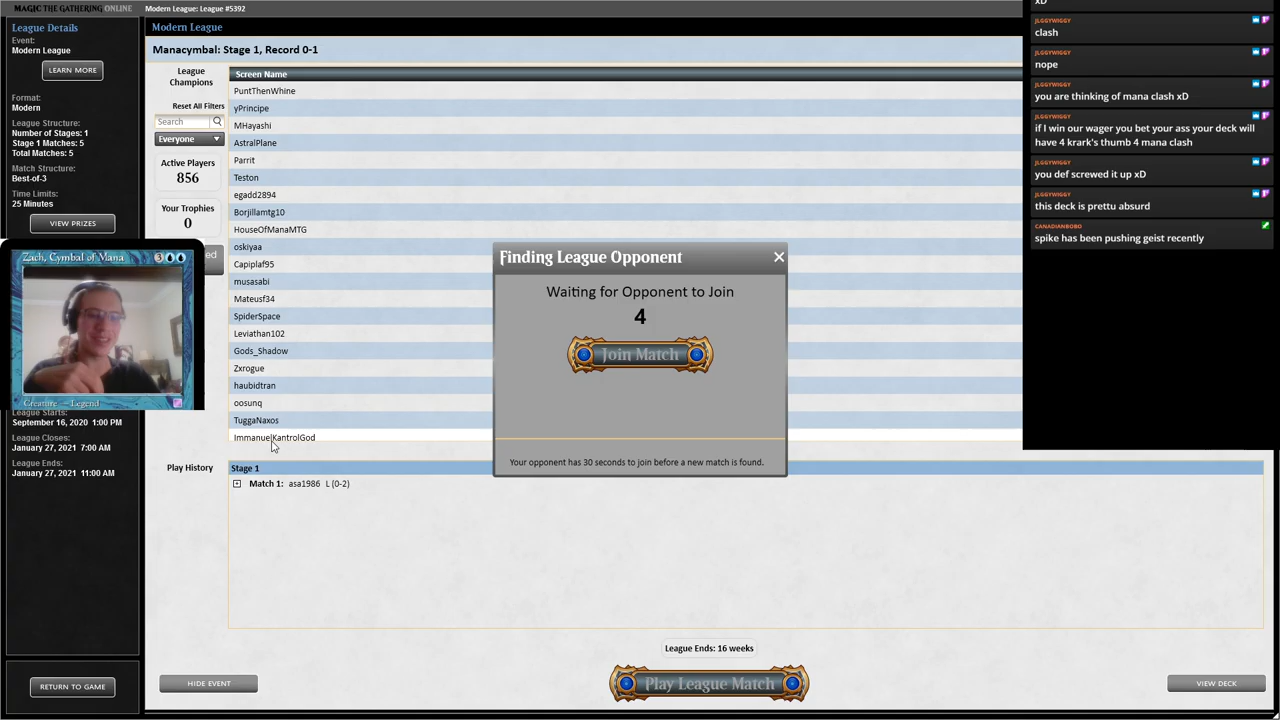 MAGIC THE GATHERING ONLINE
Modern League: League #5392
League Details
Event:
Modern League
LEARN MORE
Format:
Modern
League Structure:
Number of Stages: 1
Stage 1 Matches: 5
Total Matches: 5
Match Structure:
Best-of-3
Time Limits:
25 Minutes
VIEW PRIZES
Zach, Cymbal of Mana 3
Creature — Legend
League Starts:
September 16, 2020 1:00 PM
League Closes:
January 27, 2021 7:00 AM
League Ends:
January 27, 2021 11:00 AM
RETURN TO GAME
Modern League
Manacymbal: Stage 1, Record 0-1
League
Champions
Reset All Filters
Search
Everyone
Active Players
856
Your Trophies
0
ed
Screen Name
PuntThenWhine
yPrincipe
MHayashi
AstralPlane
Parrit
Teston
egadd2894
Borjillamtg10
HouseOfManaMTG
oskiyaa
Capiplaf95
musasabi
Mateusf34
SpiderSpace
Leviathan102
Gods_Shadow
Zxrogue
haubidtran
oosunq
TuggaNaxos
ImmanuelKantrolGod
Finding League Opponent
Waiting for Opponent to Join
4
Join Match
Your opponent has 30 seconds to join before a new match is found.
Play History
Stage 1
Match 1: asa1986 L (0-2)
League Ends: 16 weeks
HIDE EVENT
Play League Match
VIEW DECK
xD
JLGGYWIGGY
clash
JLGGYWIGGY
nope
JLGGYWIGGY
you are thinking of mana clash xD
JLGGYWIGGY
if I win our wager you bet your ass your deck will
have 4 krark's thumb 4 mana clash
JLGGYWIGGY
you def screwed it up xD
JLGGYWIGGY
this deck is prettu absurd
CANADIANBOBO
spike has been pushing geist recently